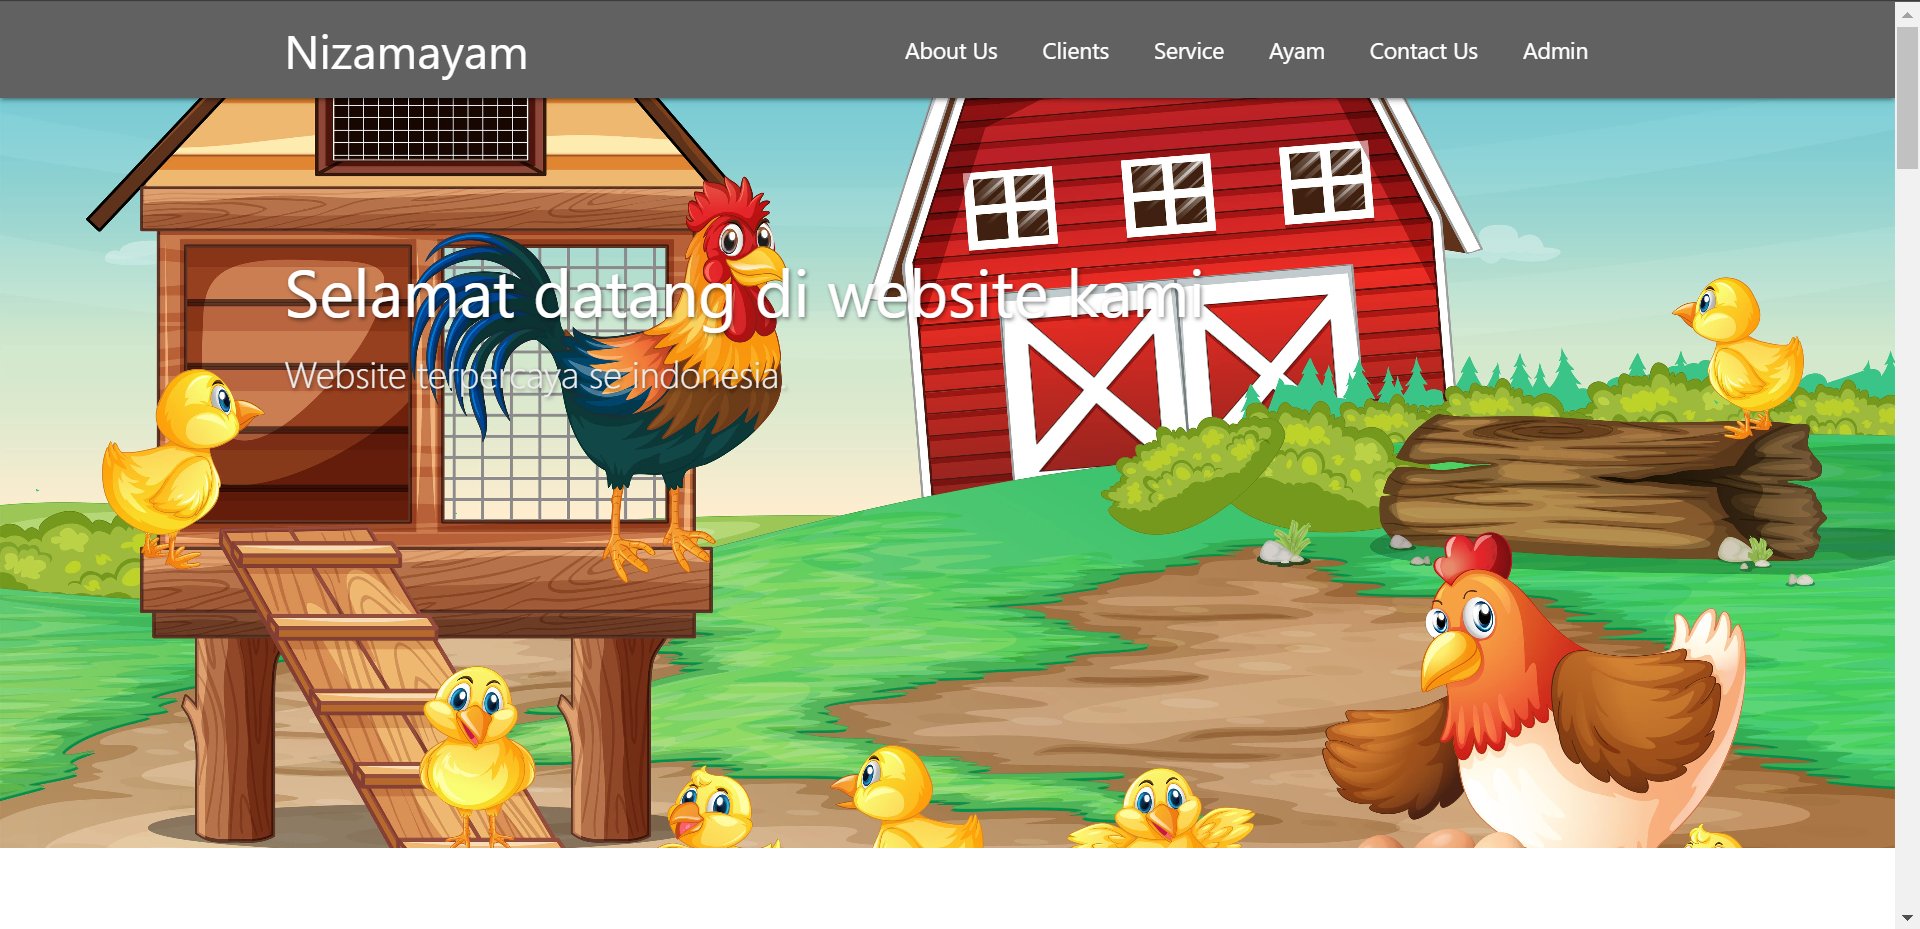 Nizamayam
About Us Clients Service Ayam Contact Us Admin
Selamat datang di website kami
Website terpercaya se indonesia.